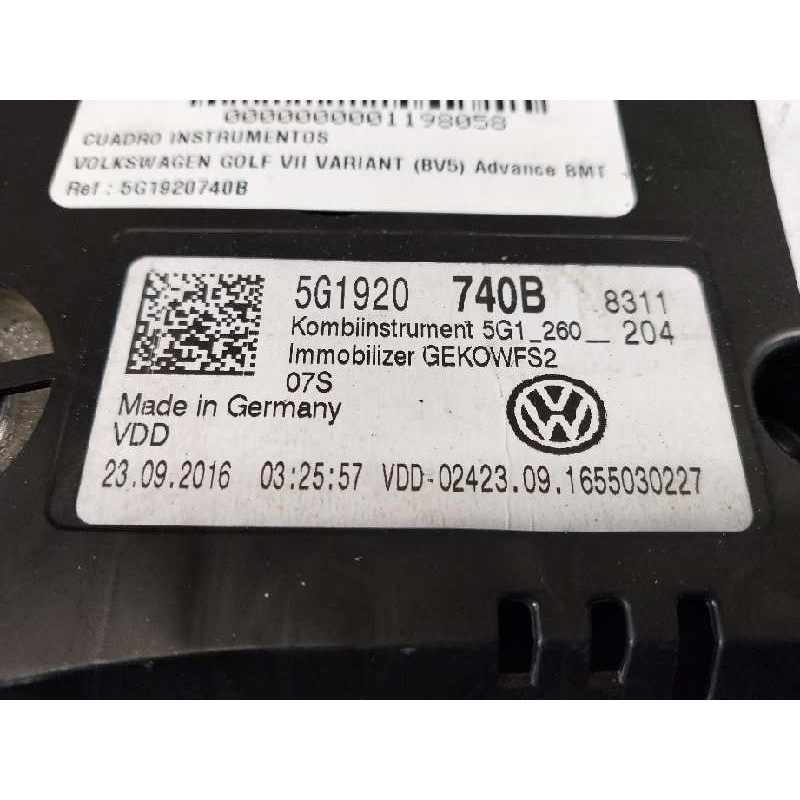 0000000001198058
CUADRO INSTRUMENTOS
VOLKSWAGEN GOLF VII VARIANT (BV5) Advance BMT
Ref : 5G1920740B
5G1920 740B 8311
Kombiinstrument 5G1_260__ 204
Immobilizer GEKOWFS2
07S
Made in Germany
VDD
23.09.2016 03:25:57 VDD-02423.09.1655030227